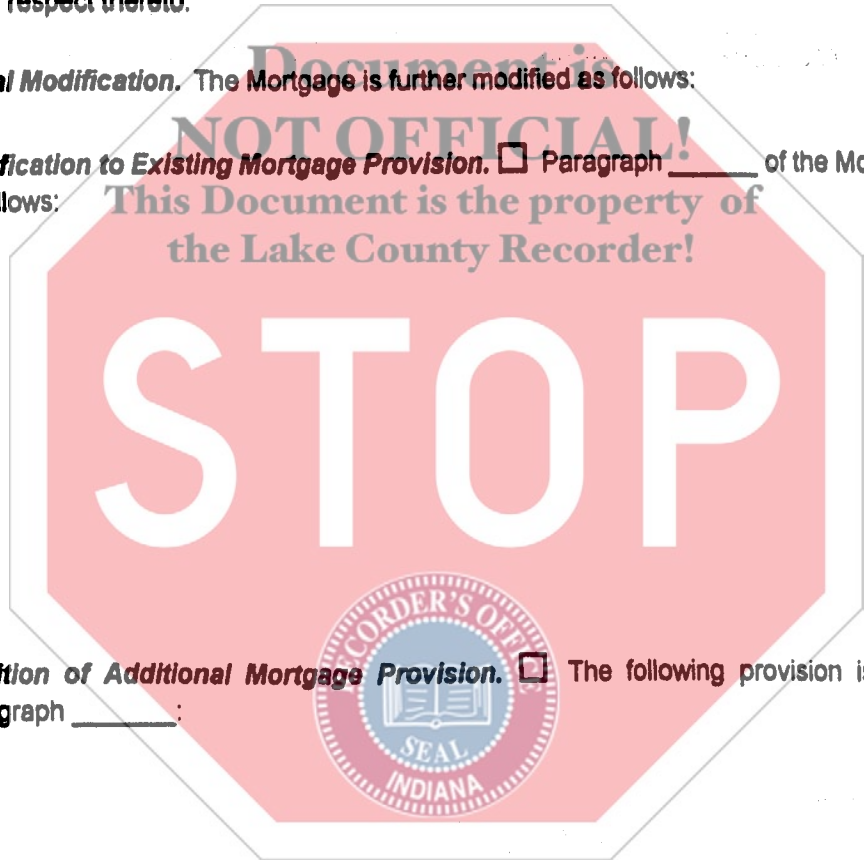 respect thereto.
Document is
al Modification. The Mortgage is further modified as follows:
NOT OFFICIAL!
fication to Existing Mortgage Provision. ☐ Paragraph ______ of the Mo
llows:
This Document is the property of
the Lake County Recorder!
STOP
RECORDER'S OFFICE
ition of Additional Mortgage Provision. ☐ The following provision is
graph _______:
SEAL
INDIANA